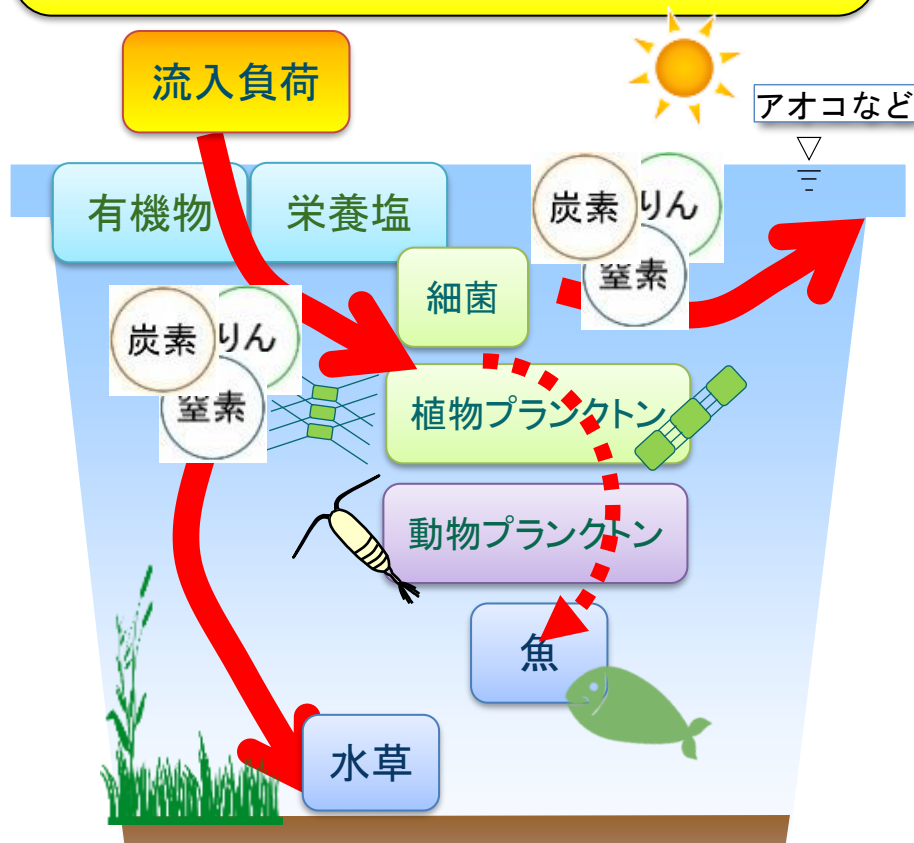 流入負荷
アオコなど
有機物
栄養塩
炭素
りん
窒素
細菌
炭素
りん
窒素
植物プランクトン
動物プランクトン
魚
水草